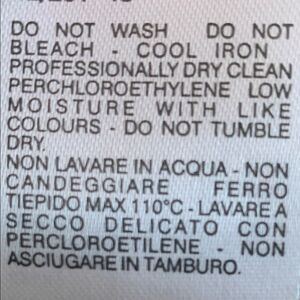 DO NOT WASH DO NOT
BLEACH - COOL IRON
PROFESSIONALLY DRY CLEAN
PERCHLOROETHYLENE LOW
MOISTURE WITH LIKE
COLOURS - DO NOT TUMBLE
DRY.
NON LAVARE IN ACQUA - NON
CANDEGGIARE FERRO
TIEPIDO MAX 110°C - LAVARE A
SECCO DELICATO CON
PERCLOROETILENE - NON
ASCIUGARE IN TAMBURO.